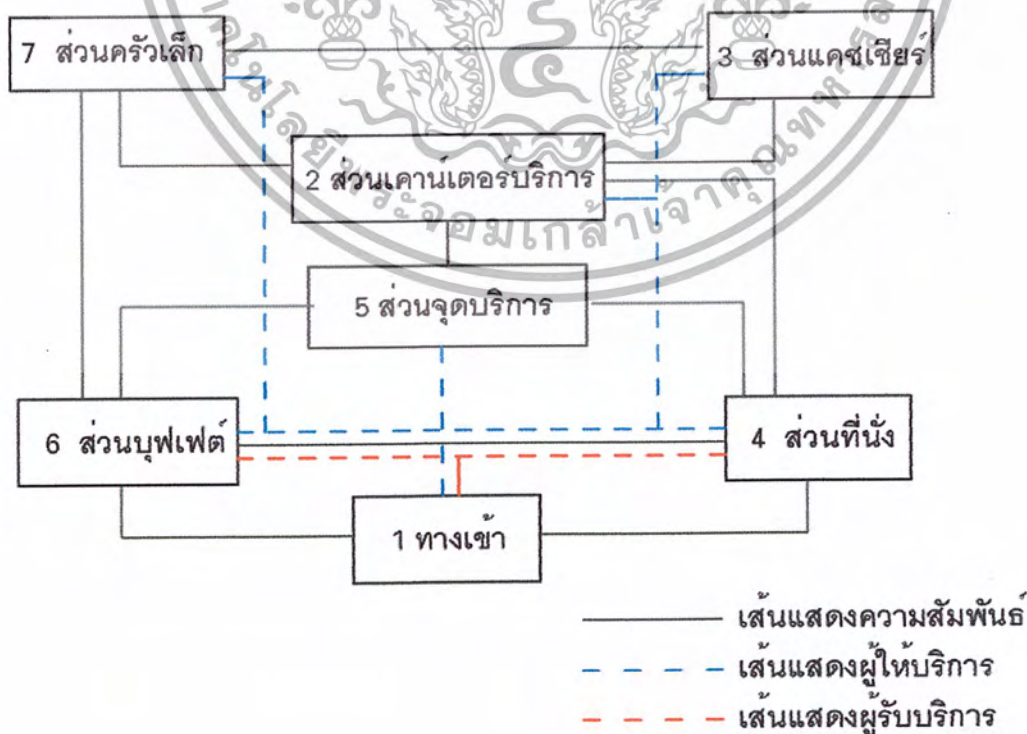 7 ส่วนครัวเล็ก
3 ส่วนแคชเชียร์
2 ส่วนเคาน์เตอร์บริการ
5 ส่วนจุดบริการ
6 ส่วนบุฟเฟต์
4 ส่วนที่นั่ง
1 ทางเข้า
เส้นแสดงความสัมพันธ์
เส้นแสดงผู้ให้บริการ
เส้นแสดงผู้รับบริการ